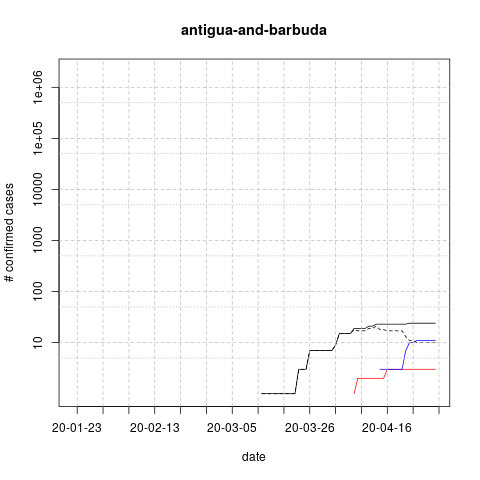 antigua-and-barbuda
# confirmed cases
1e+06
1e+05
10000
1000
100
10
20-01-23 20-02-13 20-03-05 20-03-26 20-04-16
date